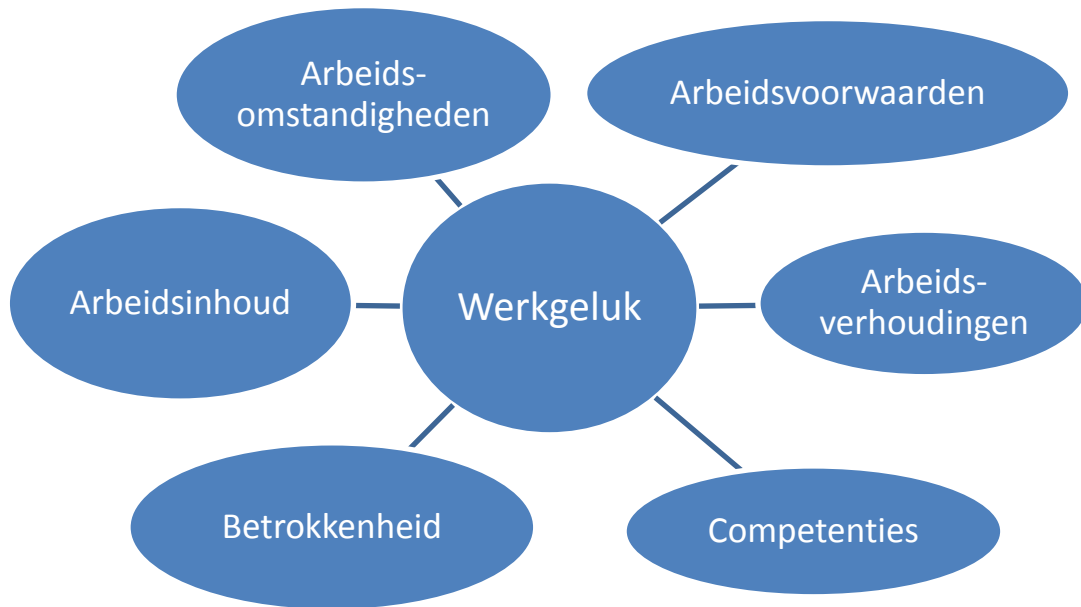 Arbeids-
omstandigheden
Arbeidsvoorwaarden
Arbeidsinhoud
Werkgeluk
Arbeids-
verhoudingen
Betrokkenheid
Competenties